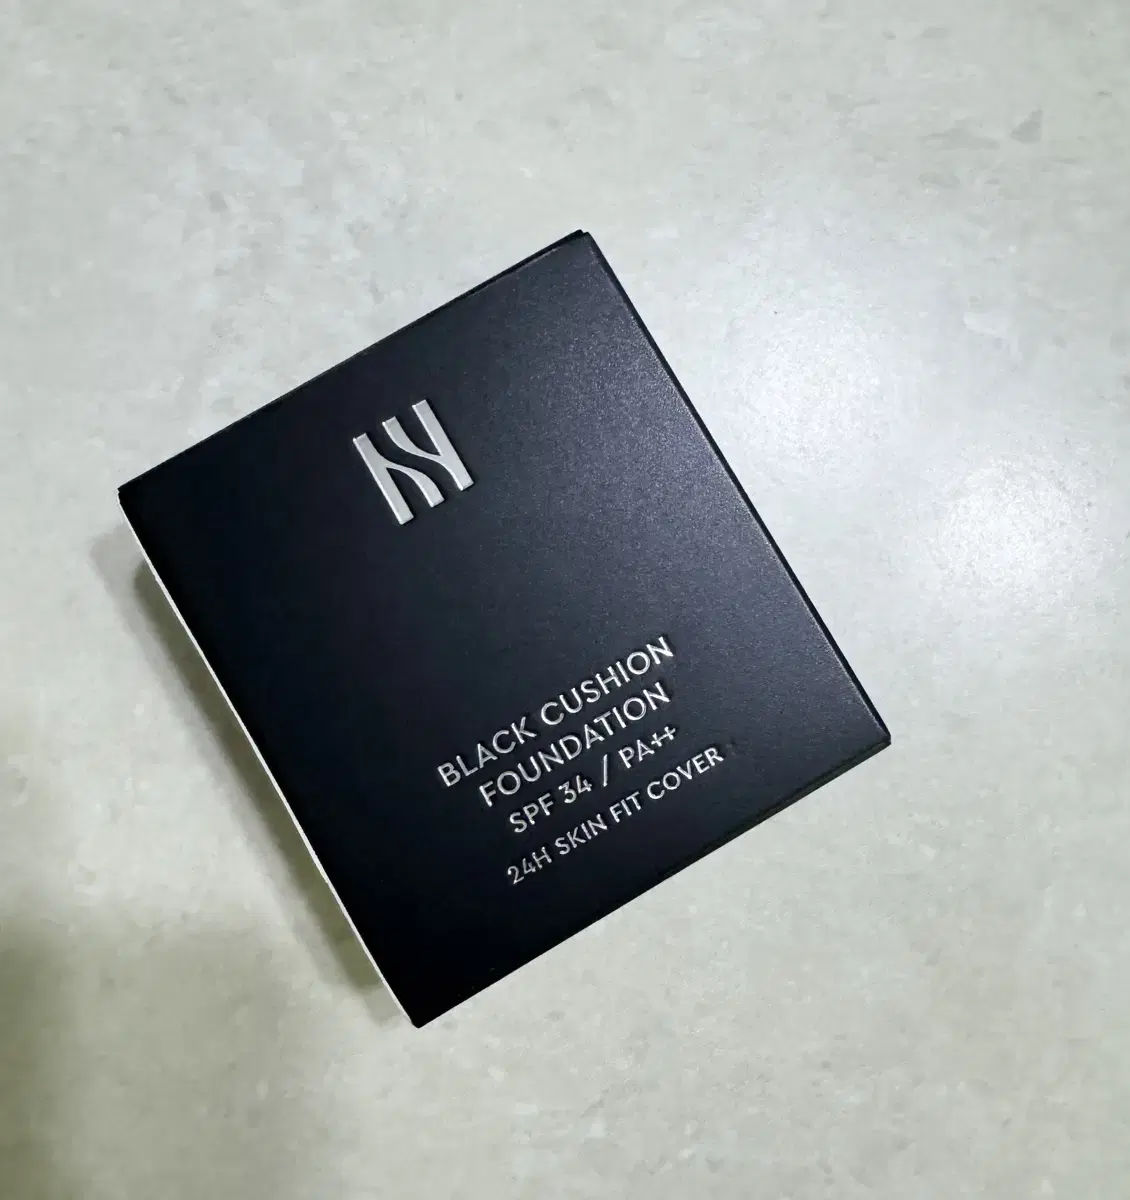 BLACK CUSHION
FOUNDATION
SPF 34 / PA++
24H SKIN FIT COVER